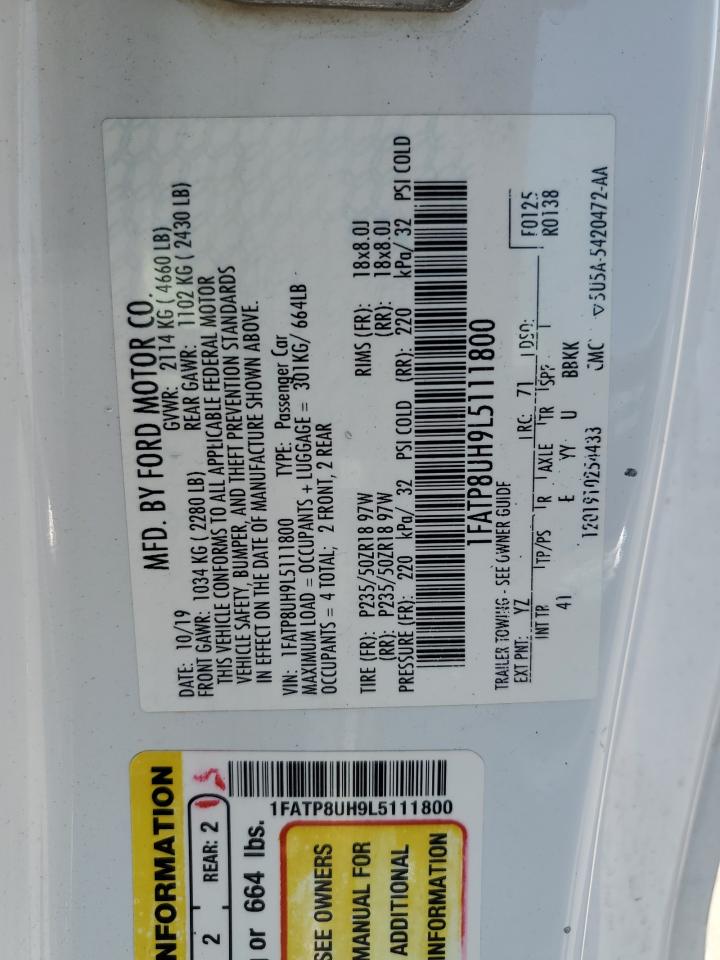 MFD. BY FORD MOTOR CO.
DATE: 10/19 GVWR: 2114 KG ( 4660 LB)
FRONT GAWR: 1034 KG ( 2280 LB) REAR GAWR: 1102 KG ( 2430 LB)
THIS VEHICLE CONFORMS TO ALL APPLICABLE FEDERAL MOTOR
VEHICLE SAFETY, BUMPER, AND THEFT PREVENTION STANDARDS
IN EFFECT ON THE DATE OF MANUFACTURE SHOWN ABOVE.
VIN: 1FATP8UH9L5111800 TYPE: Passenger Car
MAXIMUM LOAD = OCCUPANTS + LUGGAGE = 301KG/ 664LB
OCCUPANTS = 4 TOTAL; 2 FRONT, 2 REAR
TIRE (FR): P235/50ZR18 97W RIMS (FR): 18x8.0J
(RR): P235/50ZR18 97W (RR): 18x8.0J
PRESSURE (FR): 220 kPa/ 32 PSI COLD (RR): 220 kPa/ 32 PSI COLD
1FATP8UH9L5111800
TRAILER TOWING - SEE OWNER GUIDE
EXT PNT: YZ RC: 71 DSO: F0125
R0138
INT TR TP/PS R AXLE TR SPR
41 E YY U BBKK
CMC 5U5A-5420472-AA
INFORMATION
2 REAR: 2
or 664 lbs.
1FATP8UH9L5111800
SEE OWNERS
MANUAL FOR
ADDITIONAL
INFORMATION